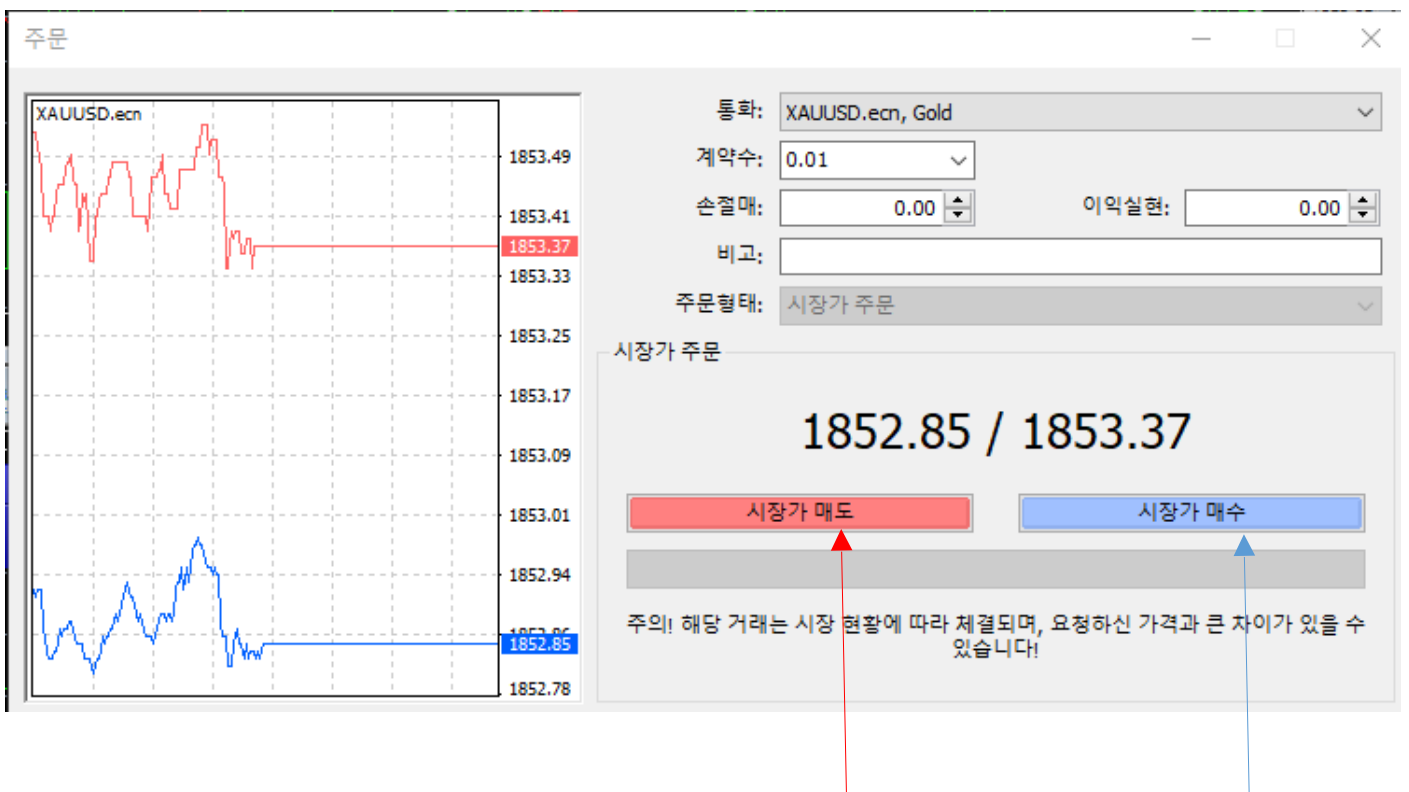 주문
XAUUSD.ecn
1853.49
1853.41
1853.37
1853.33
1853.25
1853.17
1853.09
1853.01
1852.94
1852.85
1852.78
통화: XAUUSD.ecn, Gold
계약수: 0.01
손절매: 0.00 이익실현: 0.00
비고:
주문형태: 시장가 주문
시장가 주문
1852.85 / 1853.37
시장가 매도 시장가 매수
주의! 해당 거래는 시장 현황에 따라 체결되며, 요청하신 가격과 큰 차이가 있을 수
있습니다!